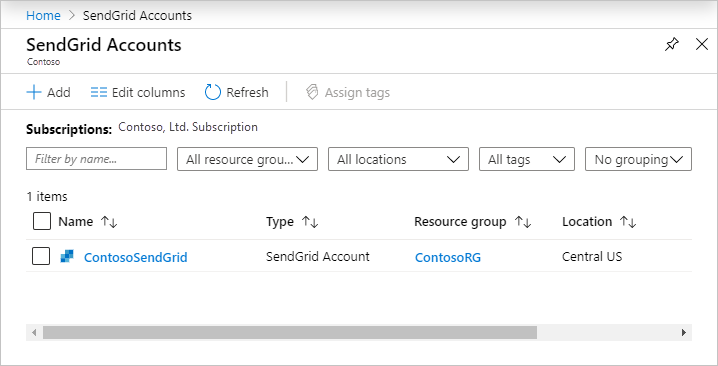 Home > SendGrid Accounts
SendGrid Accounts
Contoso
Add Edit columns Refresh Assign tags
Subscriptions: Contoso, Ltd. Subscription
Filter by name... All resource grou... All locations All tags No grouping
1 items
Name Type Resource group Location
ContosoSendGrid SendGrid Account ContosoRG Central US